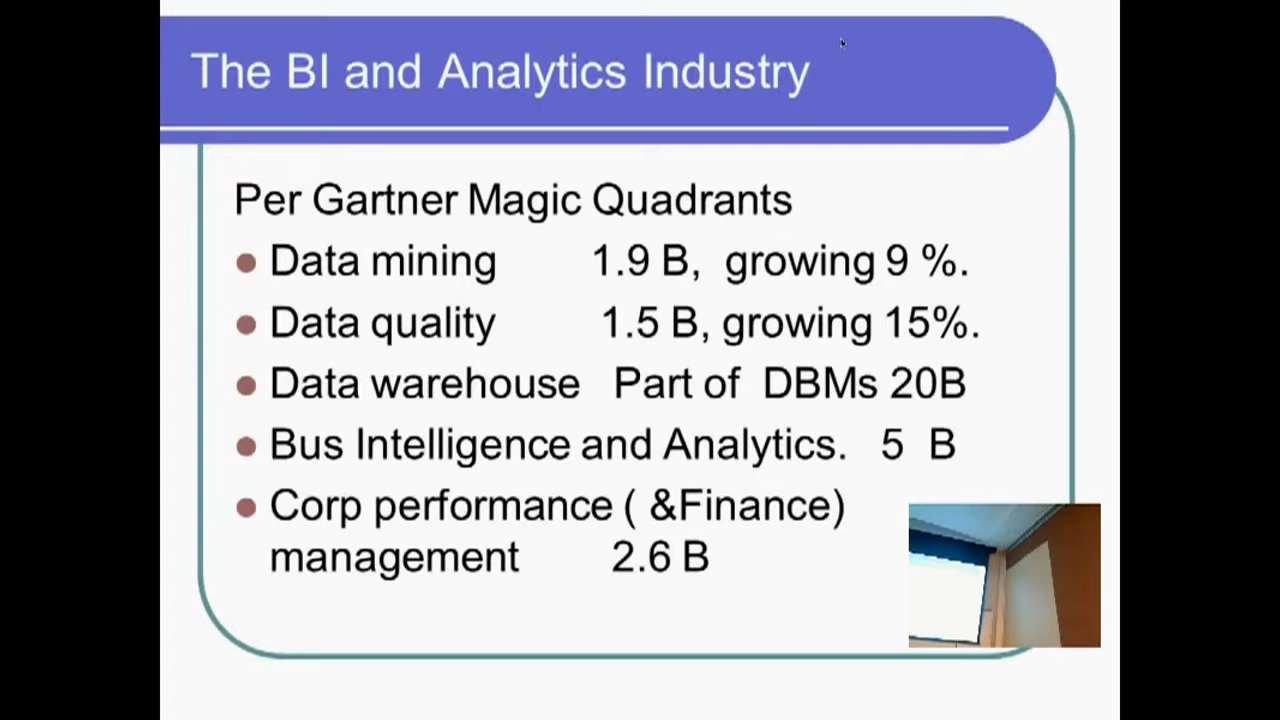 The BI and Analytics Industry
Per Gartner Magic Quadrants
Data mining 1.9 B, growing 9 %.
Data quality 1.5 B, growing 15%.
Data warehouse Part of DBMs 20B
Bus Intelligence and Analytics. 5 B
Corp performance ( &Finance)
management 2.6 B